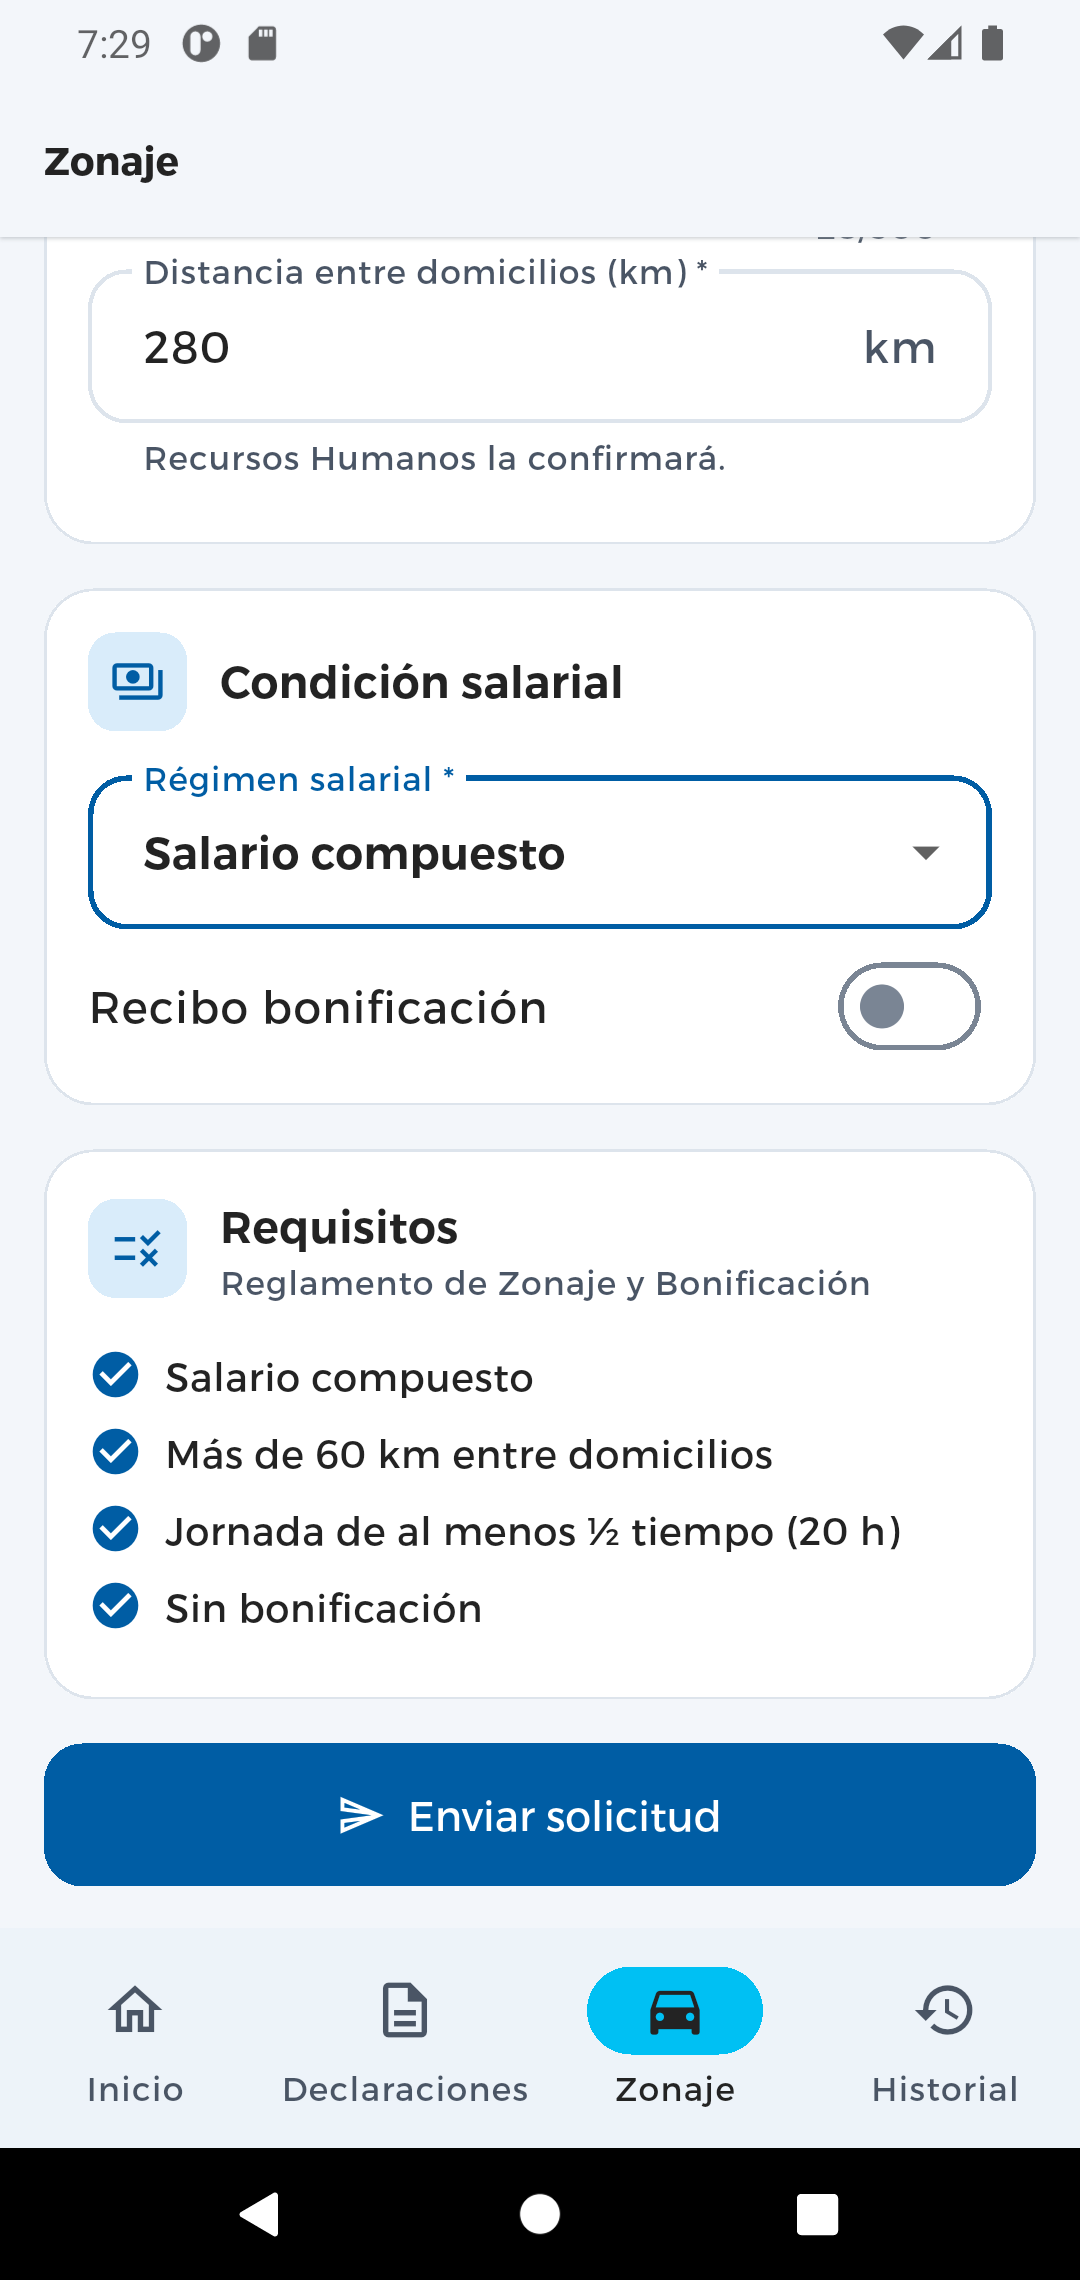 7:29
Zonaje
Distancia entre domicilios (km) *
280 km
Recursos Humanos la confirmará.
Condición salarial
Régimen salarial *
Salario compuesto
Recibo bonificación
Requisitos
Reglamento de Zonaje y Bonificación
Salario compuesto
Más de 60 km entre domicilios
Jornada de al menos ½ tiempo (20 h)
Sin bonificación
Enviar solicitud
Inicio
Declaraciones
Zonaje
Historial